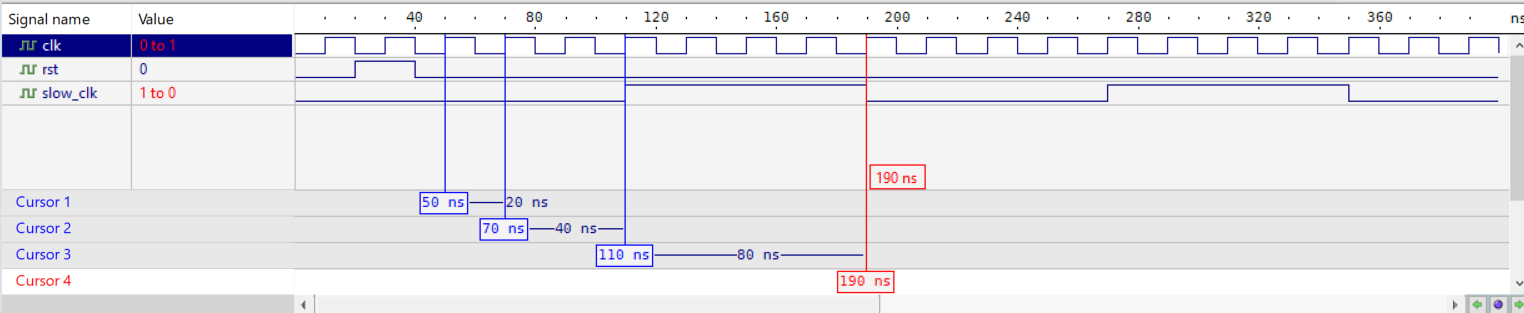 Signal name Value 40 80 120 160 200 240 280 320 360 ns
clk 0 to 1
rst 0
slow_clk 1 to 0
190 ns
Cursor 1 50 ns 20 ns
Cursor 2 70 ns 40 ns
Cursor 3 110 ns 80 ns
Cursor 4 190 ns